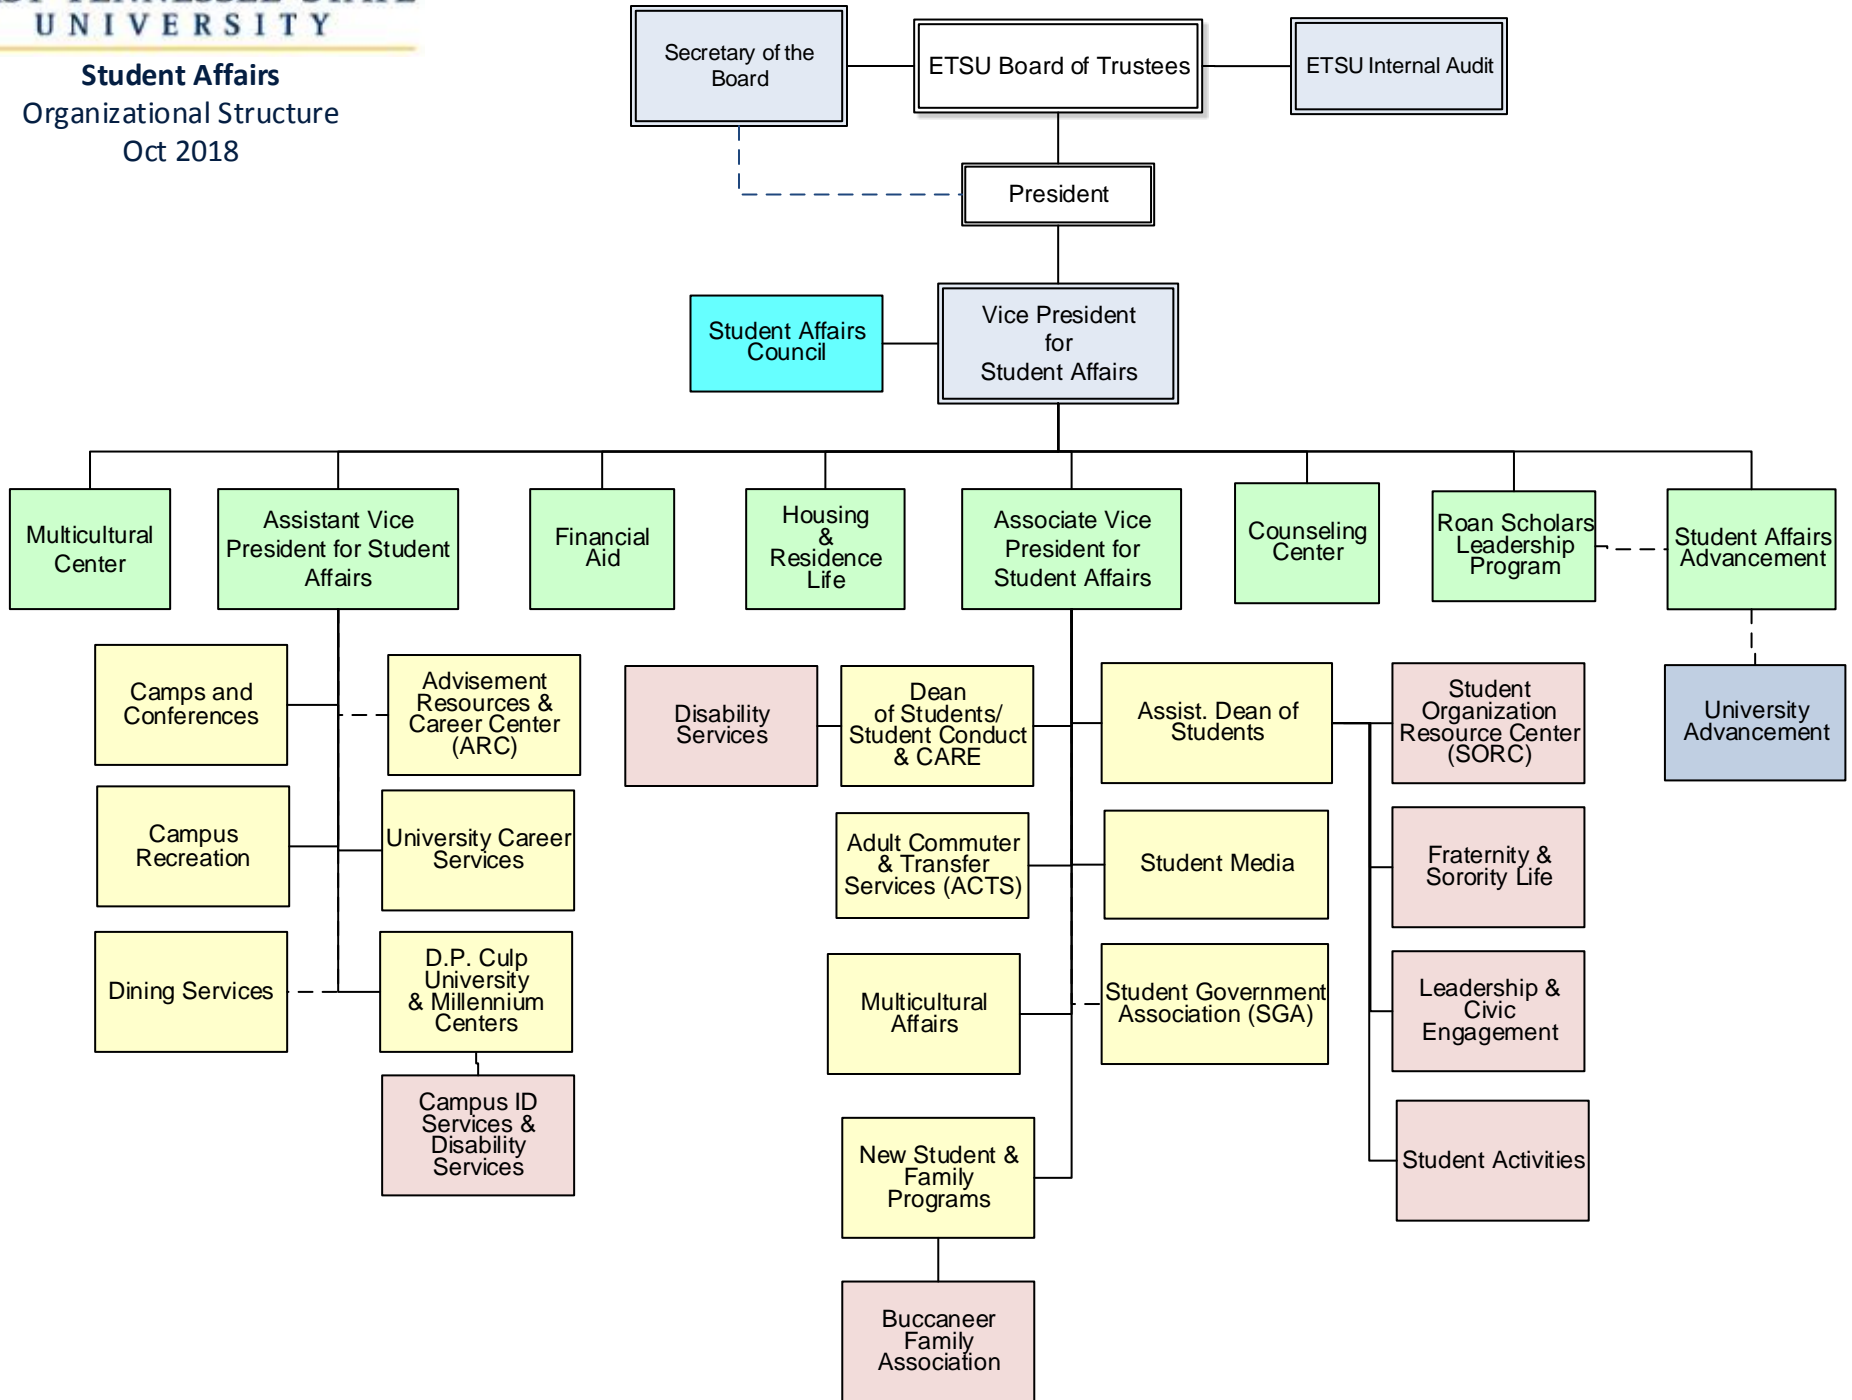 UNIVERSITY
Student Affairs
Organizational Structure
Oct 2018
Secretary of the
Board
ETSU Board of Trustees
ETSU Internal Audit
President
Student Affairs
Council
Vice President
for
Student Affairs
Multicultural
Center
Assistant Vice
President for Student
Affairs
Financial
Aid
Housing
&
Residence
Life
Associate Vice
President for
Student Affairs
Counseling
Center
Roan Scholars
Leadership
Program
Student Affairs
Advancement
Camps and
Conferences
Advisement
Resources &
Career Center
(ARC)
Disability
Services
Dean
of Students/
Student Conduct
& CARE
Assist. Dean of
Students
Student
Organization
Resource Center
(SORC)
University
Advancement
Campus
Recreation
University Career
Services
Adult Commuter
& Transfer
Services (ACTS)
Student Media
Fraternity &
Sorority Life
Dining Services
D.P. Culp
University
& Millennium
Centers
Multicultural
Affairs
Student Government
Association (SGA)
Leadership &
Civic
Engagement
Campus ID
Services &
Disability
Services
New Student &
Family
Programs
Student Activities
Buccaneer
Family
Association